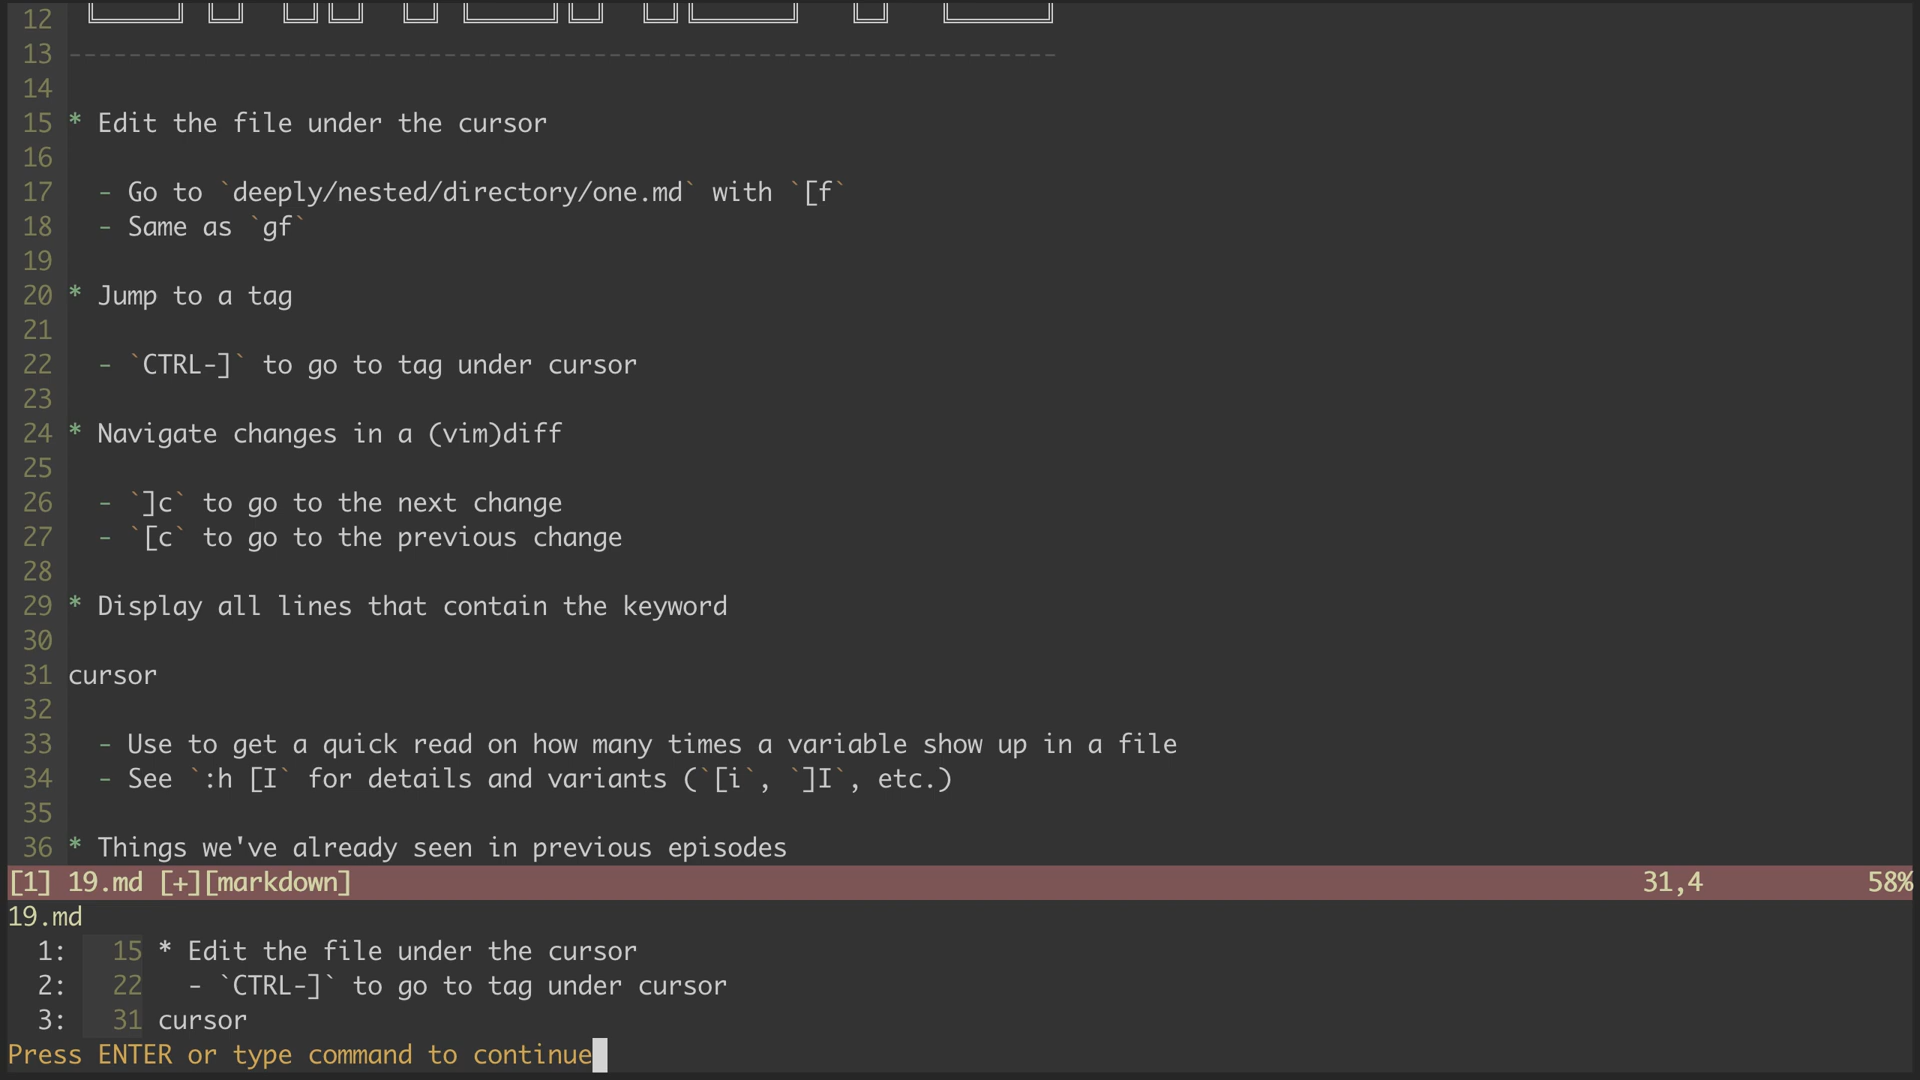 12
13 ------------------------------------------------------------------
14
15 * Edit the file under the cursor
16
17   - Go to `deeply/nested/directory/one.md` with `[f`
18   - Same as `gf`
19
20 * Jump to a tag
21
22   - `CTRL-]` to go to tag under cursor
23
24 * Navigate changes in a (vim)diff
25
26   - `]c` to go to the next change
27   - `[c` to go to the previous change
28
29 * Display all lines that contain the keyword
30
31 cursor
32
33   - Use to get a quick read on how many times a variable show up in a file
34   - See `:h [I` for details and variants (`[i`, `]I`, etc.)
35
36 * Things we've already seen in previous episodes
[1] 19.md [+][markdown] 31,4 58%
19.md
1: 15 * Edit the file under the cursor
2: 22   - `CTRL-]` to go to tag under cursor
3: 31 cursor
Press ENTER or type command to continue